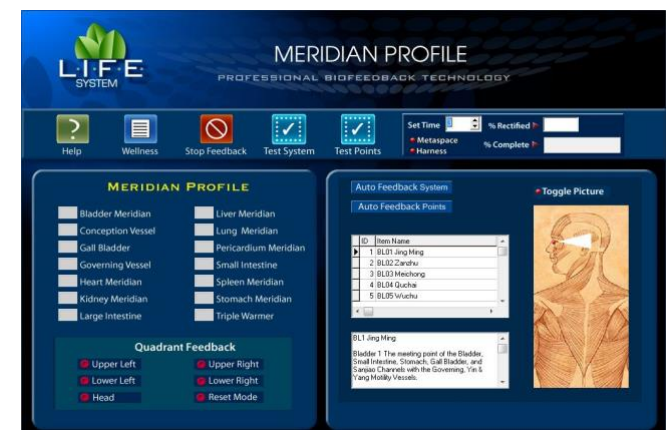 L·I·F·E
SYSTEM
MERIDIAN PROFILE
PROFESSIONAL BIOFEEDBACK TECHNOLOGY
Help
Wellness
Stop Feedback
Test System
Test Points
Set Time
% Rectified
Metaspace
Harness
% Complete
MERIDIAN PROFILE
Bladder Meridian
Liver Meridian
Conception Vessel
Lung Meridian
Gall Bladder
Pericardium Meridian
Governing Vessel
Small Intestine
Heart Meridian
Spleen Meridian
Kidney Meridian
Stomach Meridian
Large Intestine
Triple Warmer
Quadrant Feedback
Upper Left
Upper Right
Lower Left
Lower Right
Head
Reset Mode
Auto Feedback System
Auto Feedback Points
Toggle Picture
ID Item Name
1 BL01 Jing Ming
2 BL02 Zanzhu
3 BL03 Meichong
4 BL04 Quchai
5 BL05 Wuchu
BL1 Jing Ming
Bladder 1 The meeting point of the Bladder,
Small Intestine, Stomach, Gall Bladder, and
Sanjiao Channels with the Governing, Yin &
Yang Motility Vessels.